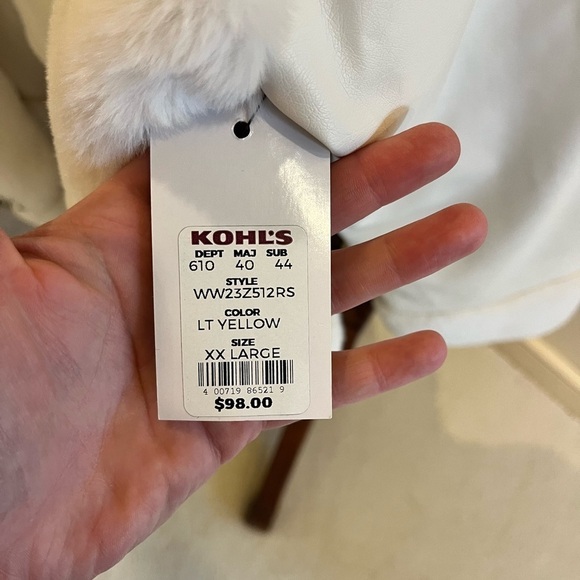 KOHL'S
DEPT MAJ SUB
610 40 44
STYLE
WW23Z512RS
COLOR
LT YELLOW
SIZE
XX LARGE
4 00719 86521 9
$98.00